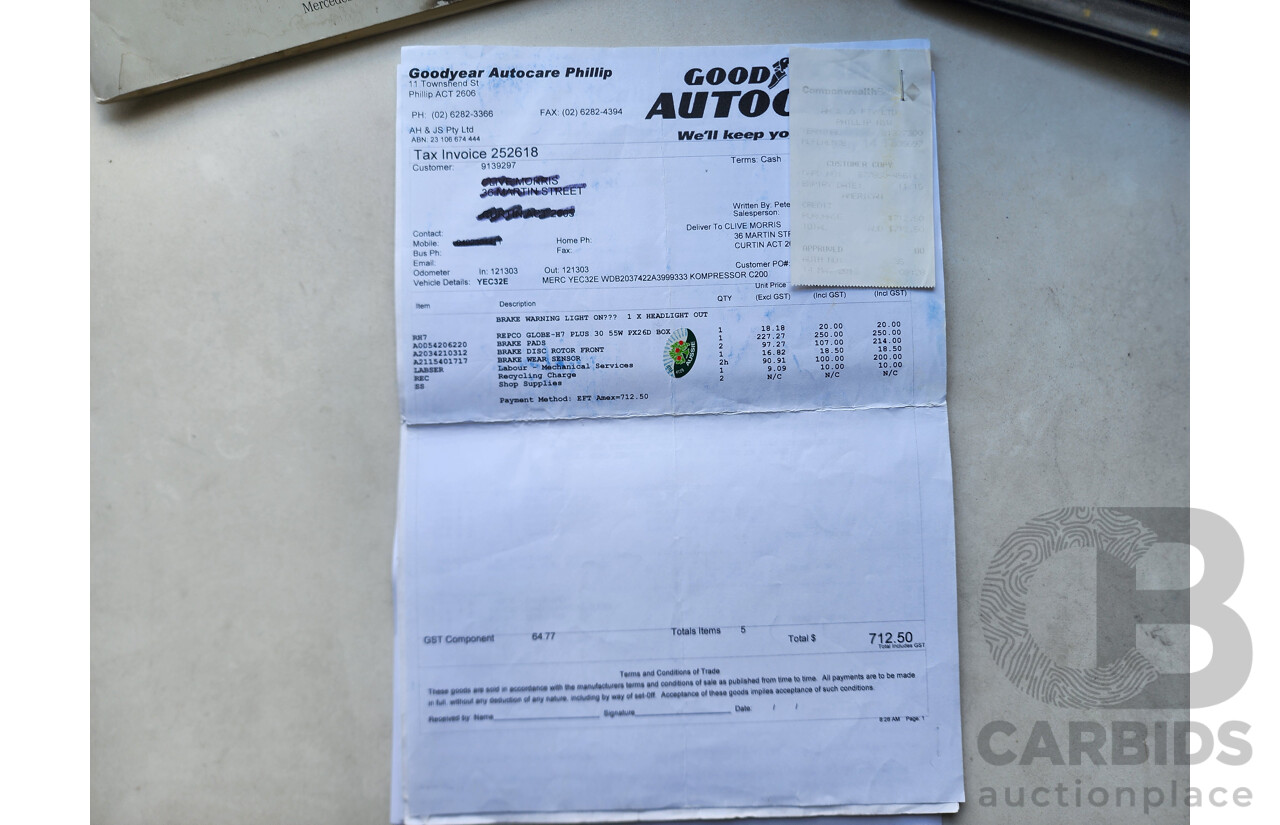 Goodyear Autocare Phillip
11 Townshend St
Phillip ACT 2606
PH: (02) 6282-3366 FAX: (02) 6282-4394
AH & JS Pty Ltd
ABN: 23 106 674 444
GOOD
AUTOC
We'll keep yo
Tax Invoice 252618
Terms: Cash
Customer: 9139297
MARTIN STREET
Written By: Pete
Salesperson:
Deliver To CLIVE MORRIS
36 MARTIN STR
CURTIN ACT 2
Contact:
Mobile: Home Ph:
Bus Ph: Fax:
Email:
Customer PO#:
Odometer In: 121303 Out: 121303
Vehicle Details: YEC32E MERC YEC32E WDB2037422A3999333 KOMPRESSOR C200
CUSTOMER COPY
APPROVED
Item Description QTY Unit Price (Excl GST) (Incl GST) (Incl GST)
BRAKE WARNING LIGHT ON??? 1 X HEADLIGHT OUT
RH7 REPCO GLOBE-H7 PLUS 30 55W PX26D BOX 1 18.18 20.00 20.00
A0054206220 BRAKE PADS 1 227.27 250.00 250.00
A2034210312 BRAKE DISC ROTOR FRONT 2 97.27 107.00 214.00
A2115401717 BRAKE WEAR SENSOR 1 16.82 18.50 18.50
LABSER Labour - Mechanical Services 2h 90.91 100.00 200.00
REC Recycling Charge 1 9.09 10.00 10.00
SS Shop Supplies 2 N/C N/C N/C
Payment Method: EFT Amex=712.50
AUSSIE
GST Component 64.77 Totals Items 5 Total $ 712.50
Total Includes GST
Terms and Conditions of Trade
These goods are sold in accordance with the manufacturers terms and conditions of sale as published from time to time. All payments are to be made
in full, without any deduction of any nature, including by way of set-Off. Acceptance of these goods implies acceptance of such conditions.
Received by Name Signature Date: / /
8:26 AM Page: 1
CB
CARBIDS
auctionplace